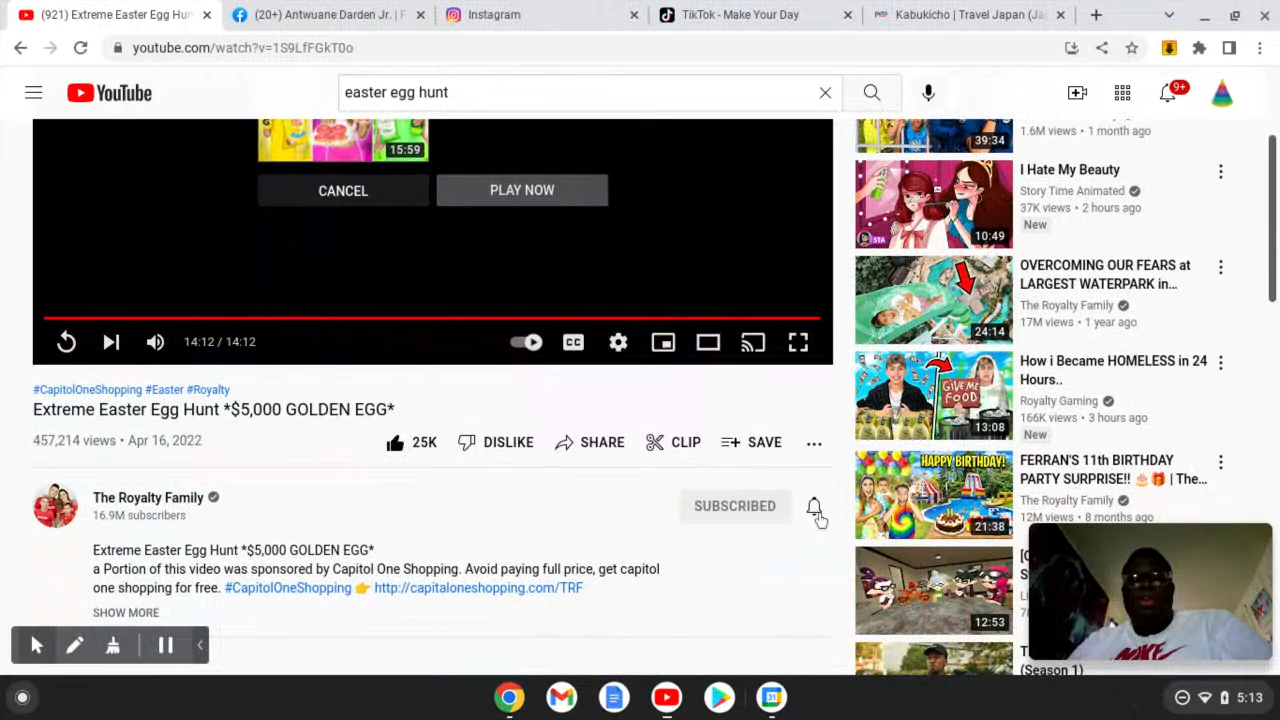 (921) Extreme Easter Egg Hun
(20+) Antwuane Darden Jr. | F
Instagram
TikTok - Make Your Day
Kabukicho | Travel Japan (Ja
youtube.com/watch?v=1S9LfFGkT0o
YouTube
easter egg hunt
9+
15:59
CANCEL
PLAY NOW
14:12 / 14:12
CC
#CapitolOneShopping #Easter #Royalty
Extreme Easter Egg Hunt *$5,000 GOLDEN EGG*
457,214 views • Apr 16, 2022
25K
DISLIKE
SHARE
CLIP
SAVE
The Royalty Family
16.9M subscribers
SUBSCRIBED
Extreme Easter Egg Hunt *$5,000 GOLDEN EGG*
a Portion of this video was sponsored by Capitol One Shopping. Avoid paying full price, get capitol
one shopping for free. #CapitolOneShopping 👉 http://capitaloneshopping.com/TRF
SHOW MORE
39:34
1.6M views • 1 month ago
STA
10:49
I Hate My Beauty
Story Time Animated
37K views • 2 hours ago
New
24:14
OVERCOMING OUR FEARS at
LARGEST WATERPARK in...
The Royalty Family
17M views • 1 year ago
GIVE ME
FOOD
13:08
How i Became HOMELESS in 24
Hours..
Royalty Gaming
166K views • 3 hours ago
New
HAPPY BIRTHDAY!
21:38
FERRAN'S 11th BIRTHDAY
PARTY SURPRISE!! 🎂🎁 | The...
The Royalty Family
12M views • 8 months ago
12:53
(Season 1)
NIKE
31
5:13